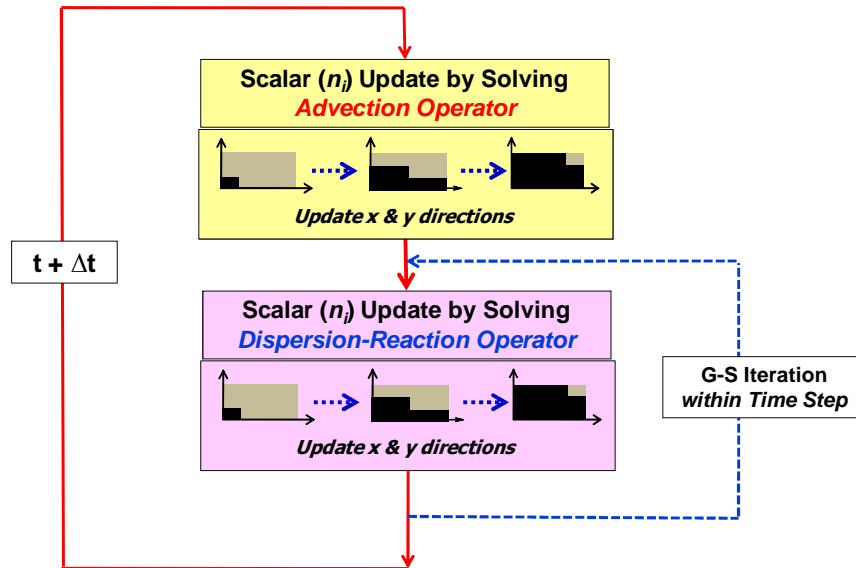 Scalar (nᵢ) Update by Solving
Advection Operator
Update x & y directions
t + Δt
Scalar (nᵢ) Update by Solving
Dispersion-Reaction Operator
Update x & y directions
G-S Iteration
within Time Step